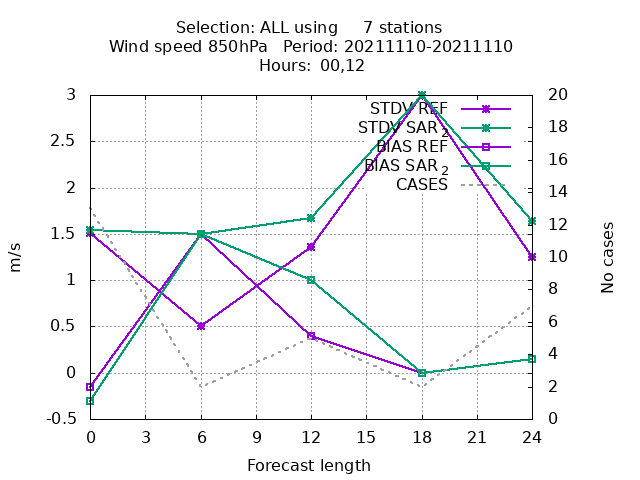 Selection: ALL using 7 stations
Wind speed 850hPa Period: 20211110-20211110
Hours: 00,12
STDV REF
STDV SAR2
BIAS REF
BIAS SAR2
CASES
3
2.5
2
1.5
1
0.5
0
-0.5
m/s
20
18
16
14
12
10
8
6
4
2
0
No cases
0 3 6 9 12 15 18 21 24
Forecast length